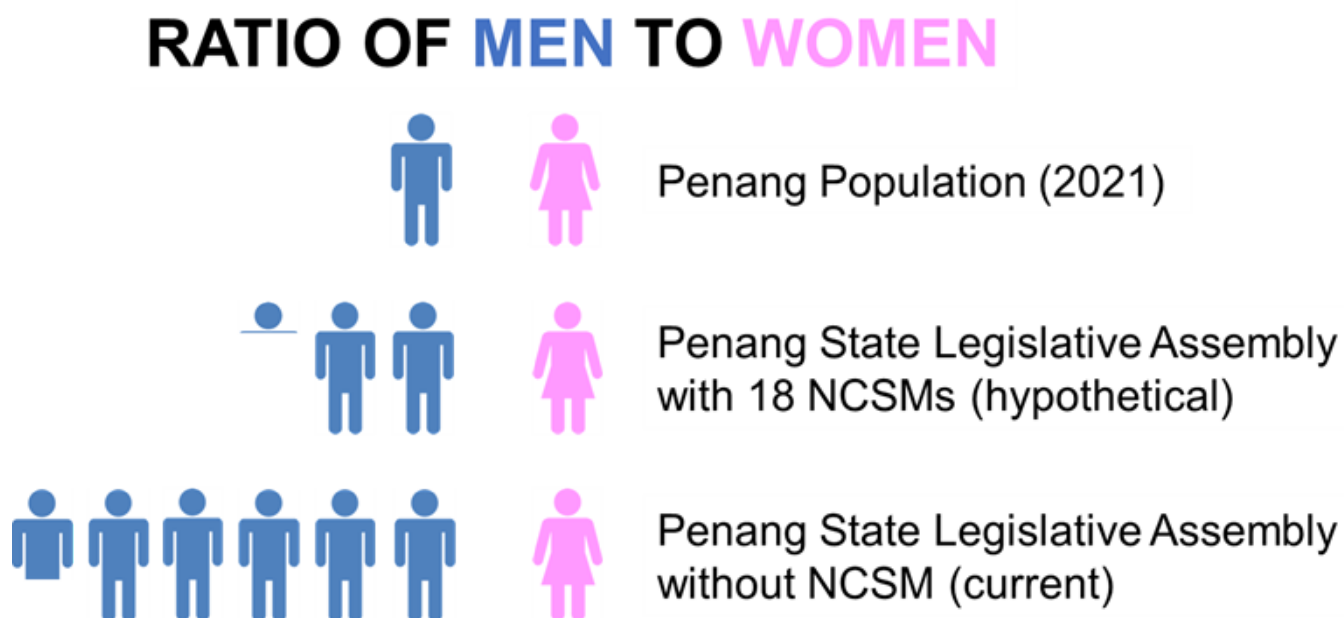 RATIO OF MEN TO WOMEN
Penang Population (2021)
Penang State Legislative Assembly
with 18 NCSMs (hypothetical)
Penang State Legislative Assembly
without NCSM (current)